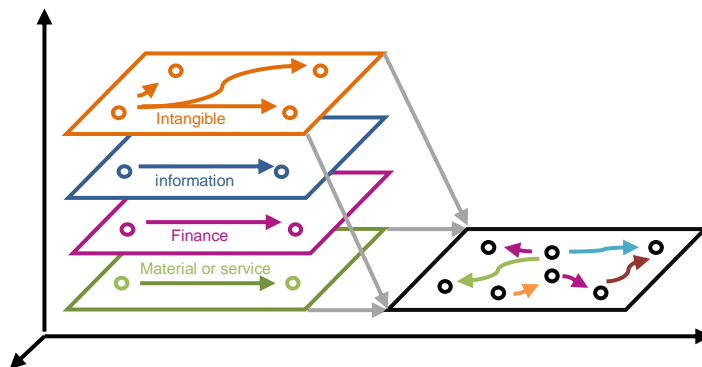 Intangible
information
Finance
Material or service